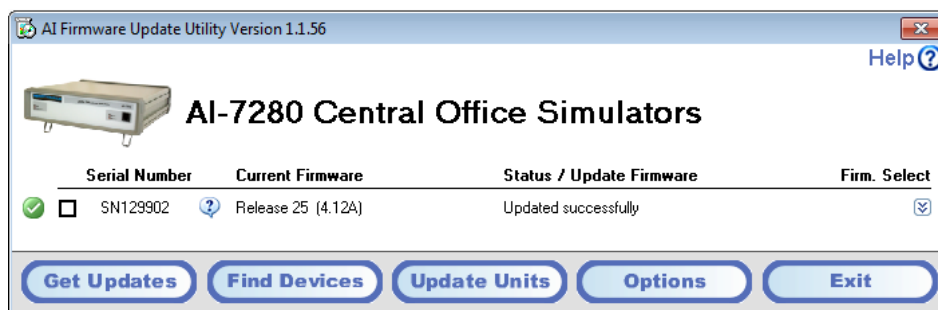 AI Firmware Update Utility Version 1.1.56
Help ?
AI-7280 Central Office Simulators
Serial Number Current Firmware Status / Update Firmware Firm. Select
SN129902 ? Release 25 (4.12A) Updated successfully
Get Updates Find Devices Update Units Options Exit